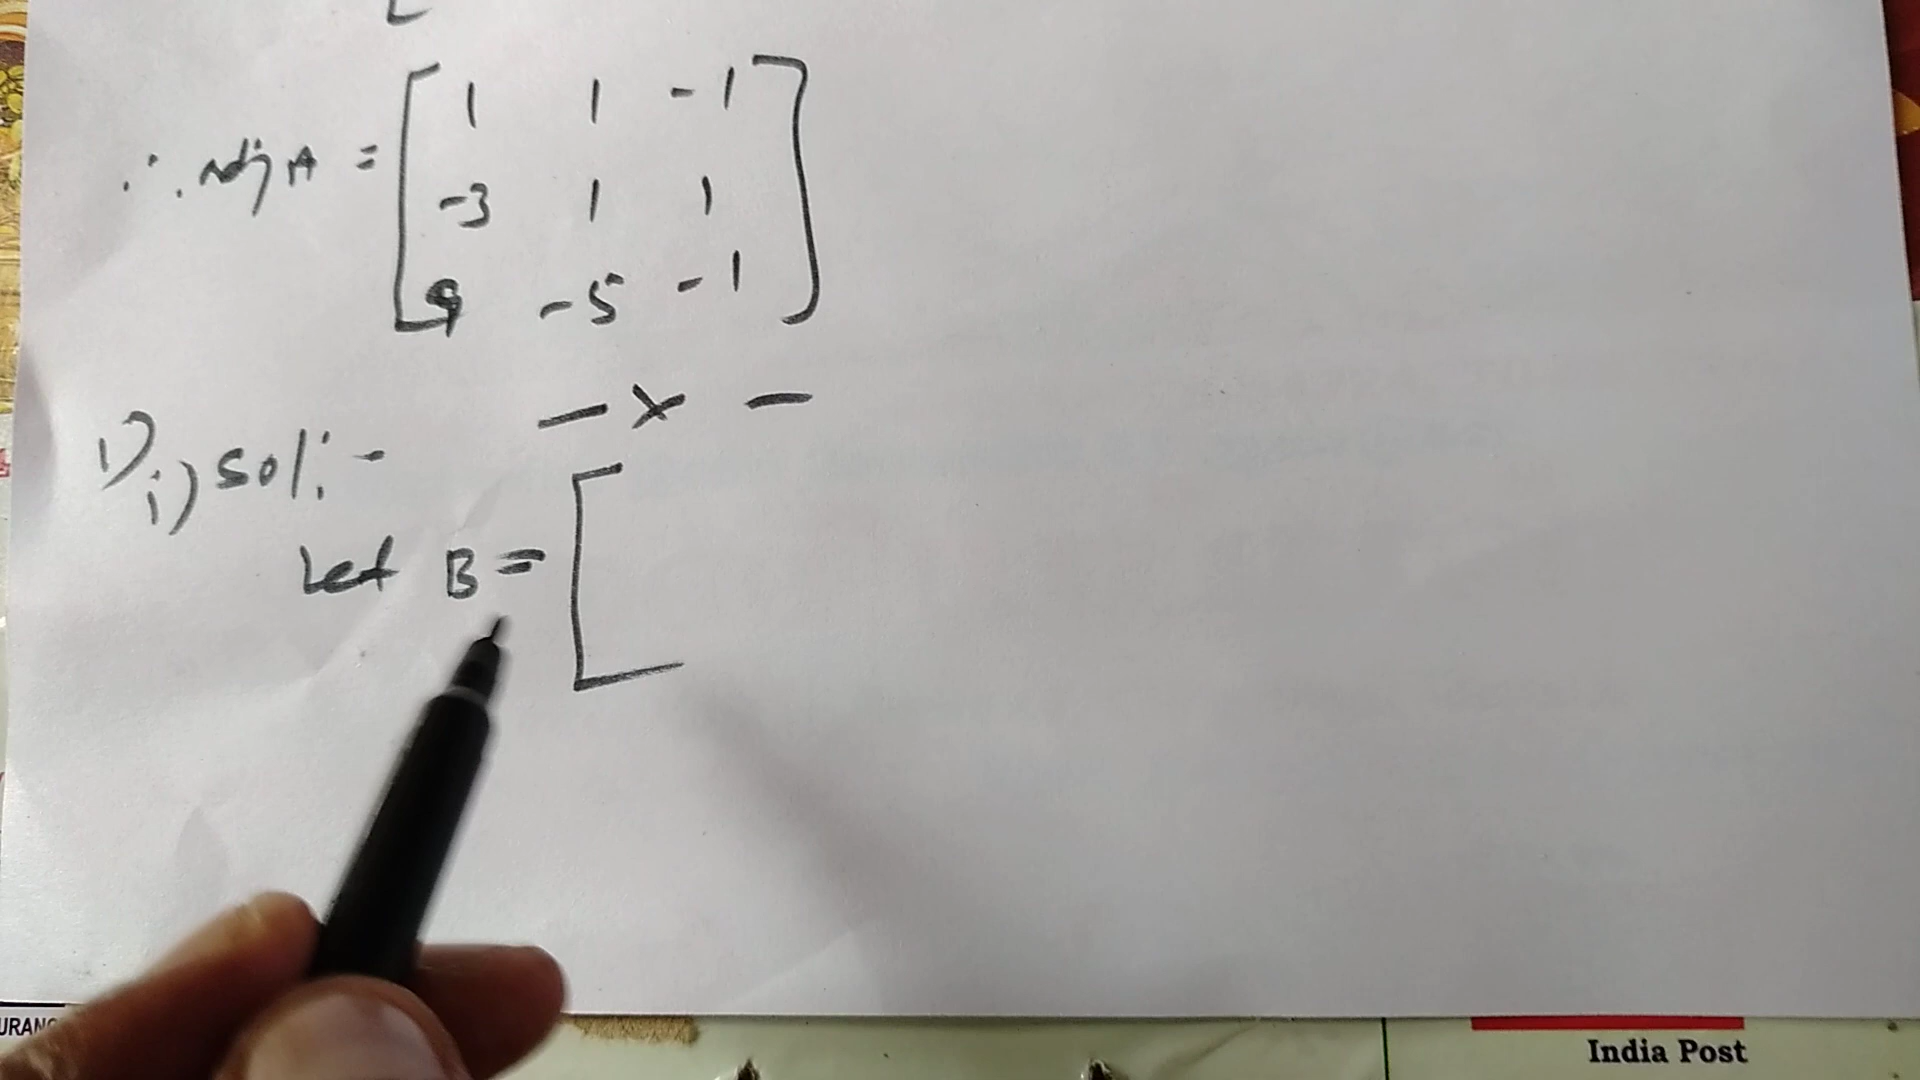 ∴ adj A = [ 1 1 -1
-3 1 1
9 -5 -1 ]
— x —
1) i) sol:-
Let B = [
India Post